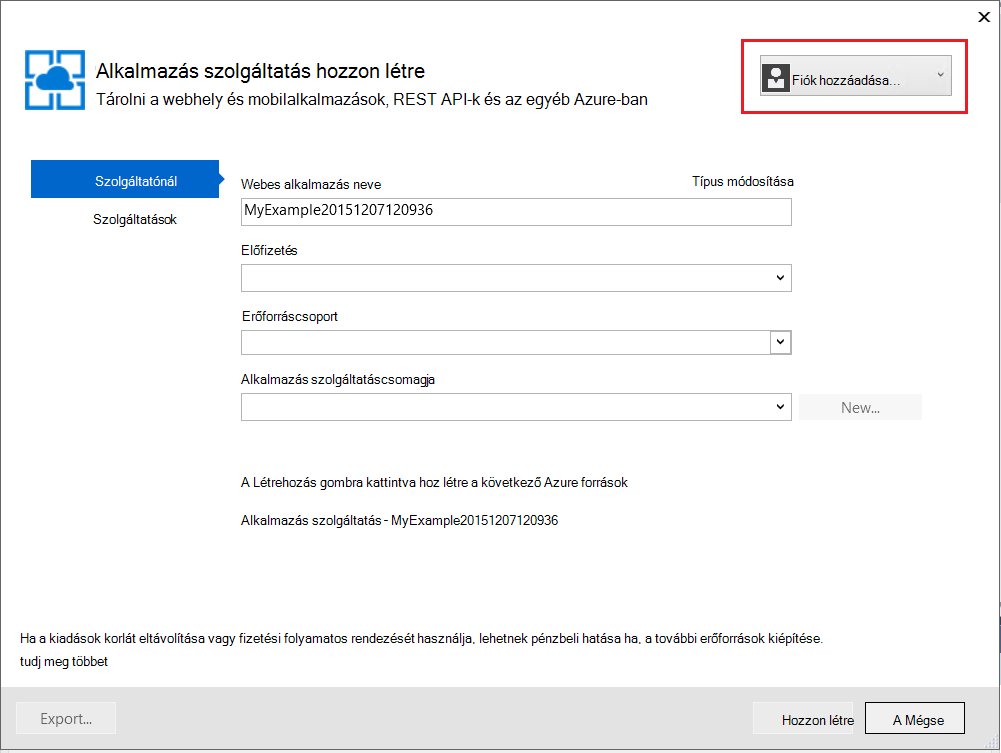 Alkalmazás szolgáltatás hozzon létre
Tárolni a webhely és mobilalkalmazások, REST API-k és az egyéb Azure-ban
Fiók hozzáadása...
Szolgáltatónál
Szolgáltatások
Webes alkalmazás neve
Típus módosítása
MyExample20151207120936
Előfizetés
Erőforráscsoport
Alkalmazás szolgáltatáscsomagja
New...
A Létrehozás gombra kattintva hoz létre a következő Azure források
Alkalmazás szolgáltatás - MyExample20151207120936
Ha a kiadások korlát eltávolítása vagy fizetési folyamatos rendezését használja, lehetnek pénzbeli hatása ha, a további erőforrások kiépítése.
tudj meg többet
Export...
Hozzon létre
A Mégse